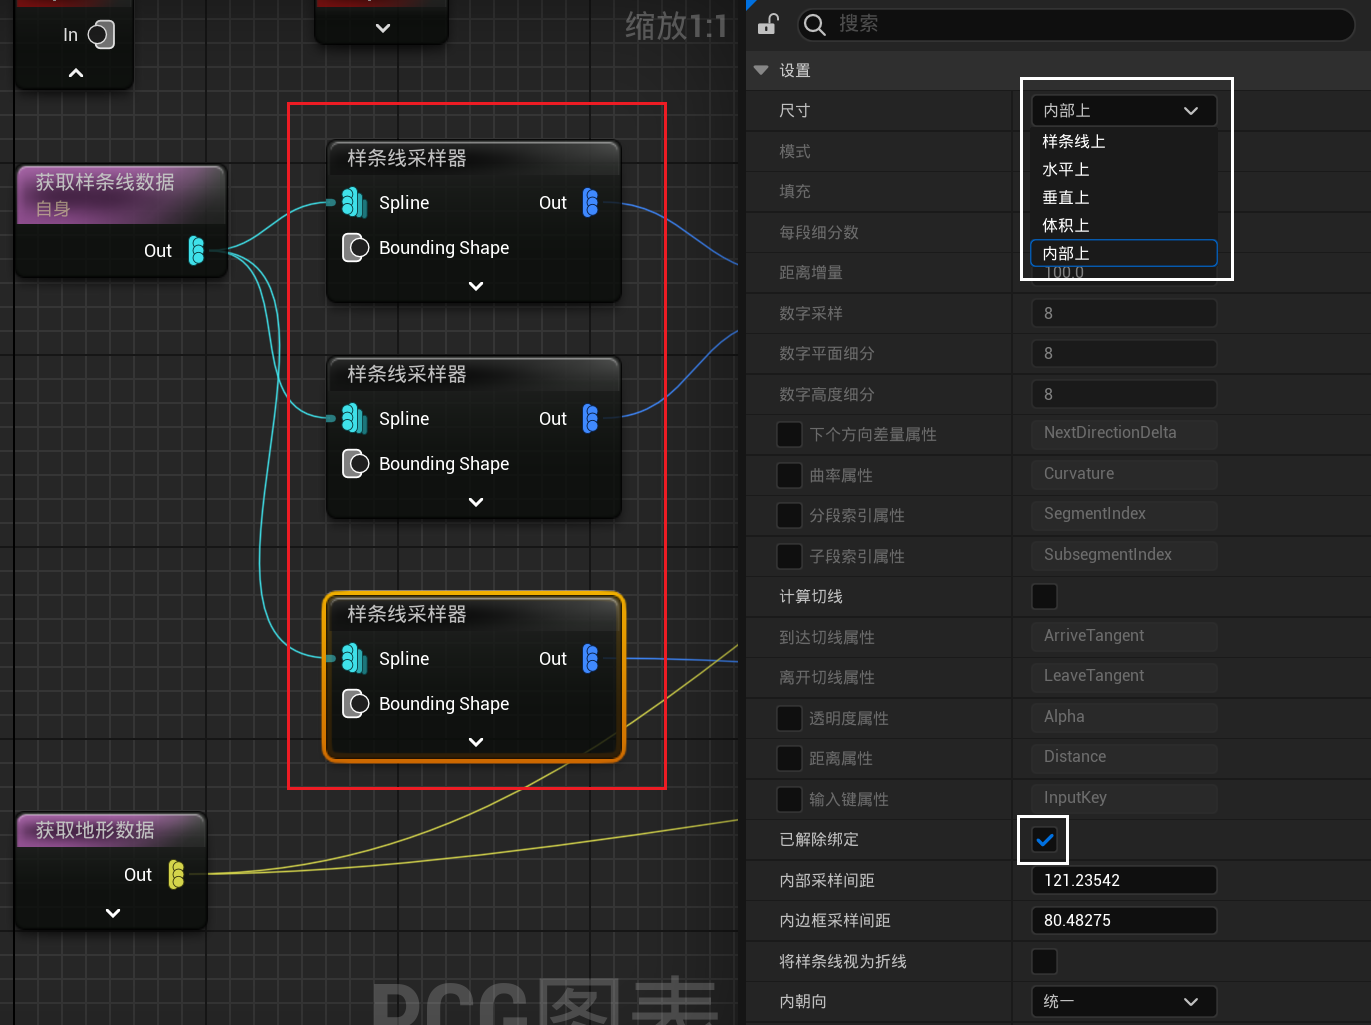 In
缩放1:1
获取样条线数据
自身
Out
样条线采样器
Spline
Out
Bounding Shape
样条线采样器
Spline
Out
Bounding Shape
样条线采样器
Spline
Out
Bounding Shape
获取地形数据
Out
PCG图表
搜索
设置
尺寸
内部上
样条线上
水平上
垂直上
体积上
内部上
模式
填充
每段细分数
距离增量
100.0
数字采样
8
数字平面细分
8
数字高度细分
8
下个方向差量属性
NextDirectionDelta
曲率属性
Curvature
分段索引属性
SegmentIndex
子段索引属性
SubsegmentIndex
计算切线
到达切线属性
ArriveTangent
离开切线属性
LeaveTangent
透明度属性
Alpha
距离属性
Distance
输入键属性
InputKey
已解除绑定
内部采样间距
121.23542
内边框采样间距
80.48275
将样条线视为折线
内朝向
统一